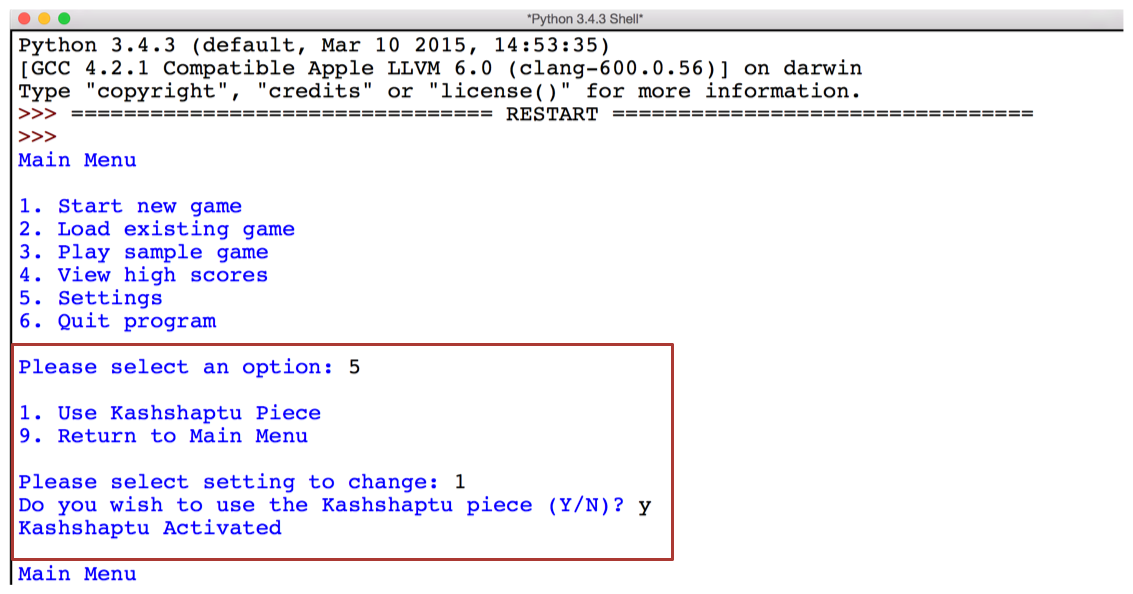 *Python 3.4.3 Shell*
Python 3.4.3 (default, Mar 10 2015, 14:53:35)
[GCC 4.2.1 Compatible Apple LLVM 6.0 (clang-600.0.56)] on darwin
Type "copyright", "credits" or "license()" for more information.
>>> ================================ RESTART ================================
>>>
Main Menu
1. Start new game
2. Load existing game
3. Play sample game
4. View high scores
5. Settings
6. Quit program
Please select an option: 5
1. Use Kashshaptu Piece
9. Return to Main Menu
Please select setting to change: 1
Do you wish to use the Kashshaptu piece (Y/N)? y
Kashshaptu Activated
Main Menu